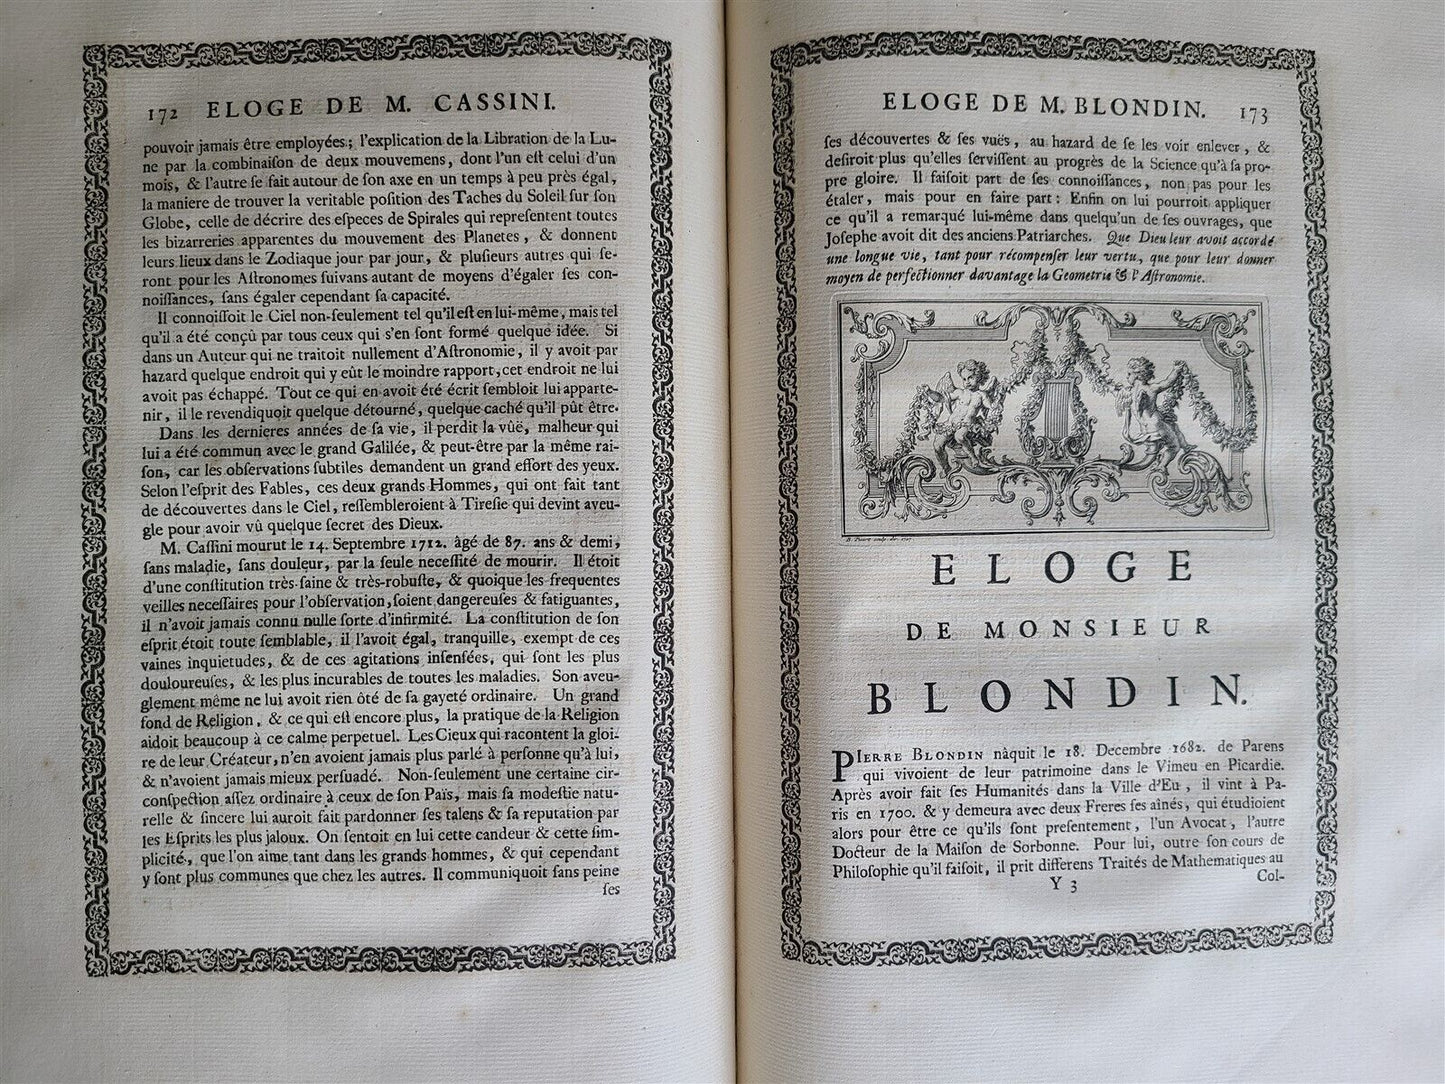 172 ELOGE DE M. CASSINI.
pouvoir jamais être employées; l'explication de la Libration de la Lu-
ne par la combinaiſon de deux mouvemens, dont l'un eſt celui d'un
mois, & l'autre ſe fait autour de ſon axe en un temps à peu près égal,
la maniere de trouver la veritable poſition des Taches du Soleil ſur ſon
Globe, celle de décrire des eſpeces de Spirales qui repreſentent toutes
les bizarreries apparentes du mouvement des Planetes, & donnent
leurs lieux dans le Zodiaque jour par jour, & pluſieurs autres qui ſe-
ront pour les Aſtronomes ſuivans autant de moyens d'égaler ſes con-
noiſſances, ſans égaler cependant ſa capacité.
Il connoiſſoit le Ciel non-ſeulement tel qu'il eſt en lui-même, mais tel
qu'il a été conçû par tous ceux qui s'en ſont formé quelque idée. Si
dans un Auteur qui ne traitoit nullement d'Aſtronomie, il y avoit par
hazard quelque endroit qui y eût le moindre rapport, cet endroit ne lui
avoit pas échappé. Tout ce qui en avoit été écrit ſembloit lui apparte-
nir, il le revendiquoit quelque détourné, quelque caché qu'il pût être.
Dans les dernieres années de ſa vie, il perdit la vûë, malheur qui
lui a été commun avec le grand Galilée, & peut-être par la même rai-
ſon, car les obſervations ſubtiles demandent un grand effort des yeux.
Selon l'eſprit des Fables, ces deux grands Hommes, qui ont fait tant
de découvertes dans le Ciel, reſſembleroient à Tireſie qui devint aveu-
gle pour avoir vû quelque ſecret des Dieux.
M. Caſſini mourut le 14. Septembre 1712. âgé de 87. ans & demi,
ſans maladie, ſans douleur, par la ſeule neceſſité de mourir. Il étoit
d'une conſtitution très-ſaine & très-robuſte, & quoique les frequentes
veilles neceſſaires pour l'obſervation, ſoient dangereuſes & fatiguantes,
il n'avoit jamais connu nulle ſorte d'infirmité. La conſtitution de ſon
eſprit étoit toute ſemblable, il l'avoit égal, tranquille, exempt de ces
vaines inquietudes, & de ces agitations inſenſées, qui ſont les plus
douloureuſes, & les plus incurables de toutes les maladies. Son aveu-
glement même ne lui avoit rien ôté de ſa gayeté ordinaire. Un grand
fond de Religion, & ce qui eſt encore plus, la pratique de la Religion
aidoit beaucoup à ce calme perpetuel. Les Cieux qui racontent la gloi-
re de leur Créateur, n'en avoient jamais plus parlé à perſonne qu'à lui,
& n'avoient jamais mieux perſuadé. Non-ſeulement une certaine cir-
conſpection aſſez ordinaire à ceux de ſon Païs, mais ſa modeſtie natu-
relle & ſincere lui auroit fait pardonner ſes talens & ſa reputation par
les Eſprits les plus jaloux. On ſentoit en lui cette candeur & cette ſim-
plicité, que l'on aime tant dans les grands hommes, & qui cependant
y ſont plus communes que chez les autres. Il communiquoit ſans peine
ſes
ELOGE DE M. BLONDIN. 173
ſes découvertes & ſes vuës, au hazard de ſe les voir enlever, &
deſiroit plus qu'elles ſerviſſent au progrès de la Science qu'à ſa pro-
pre gloire. Il faiſoit part de ſes connoiſſances, non pas pour les
étaler, mais pour en faire part: Enfin on lui pourroit appliquer
ce qu'il a remarqué lui-même dans quelqu'un de ſes ouvrages, que
Joſephe avoit dit des anciens Patriarches. Que Dieu leur avoit accordé
une longue vie, tant pour récompenſer leur vertu, que pour leur donner
moyen de perfectionner davantage la Geometrie & l'Aſtronomie.
ELOGE
DE MONSIEUR
BLONDIN.
PIERRE BLONDIN nâquit le 18. Decembre 1682. de Parens
qui vivoient de leur patrimoine dans le Vimeu en Picardie.
Après avoir fait ſes Humanités dans la Ville d'Eu, il vint à Pa-
ris en 1700. & y demeura avec deux Freres ſes aînés, qui étudioient
alors pour être ce qu'ils ſont preſentement, l'un Avocat, l'autre
Docteur de la Maiſon de Sorbonne. Pour lui, outre ſon cours de
Philoſophie qu'il faiſoit, il prit differens Traités de Mathematiques au
Y 3 Col-